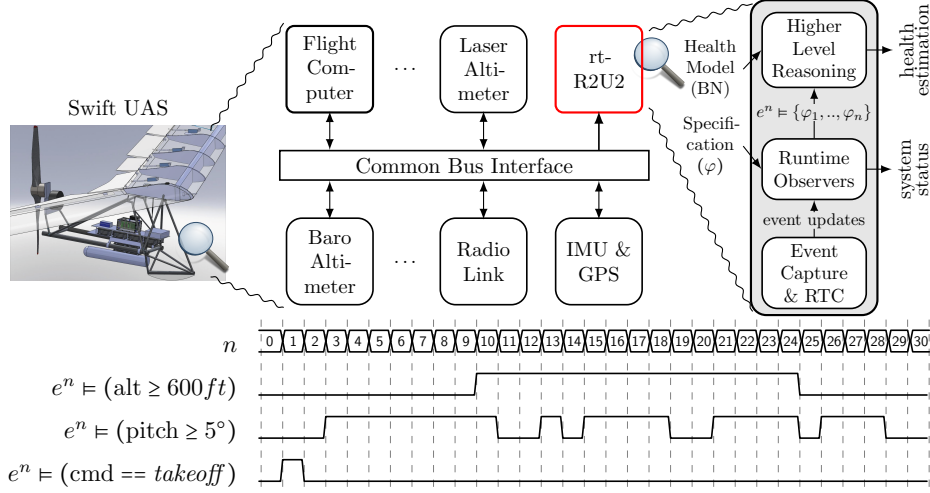 Swift UAS
Flight
Com-
puter
...
Laser
Alti-
meter
rt-
R2U2
Common Bus Interface
Baro
Alti-
meter
...
Radio
Link
IMU &
GPS
Health
Model
(BN)
Specifi-
cation
(φ)
Higher
Level
Reasoning
eⁿ ⊨ {φ₁, .., φₙ}
Runtime
Observers
event updates
Event
Capture
& RTC
health
estimation
system
status
n 0 1 2 3 4 5 6 7 8 9 10 11 12 13 14 15 16 17 18 19 20 21 22 23 24 25 26 27 28 29 30
eⁿ ⊨ (alt ≥ 600ft)
eⁿ ⊨ (pitch ≥ 5°)
eⁿ ⊨ (cmd == takeoff)